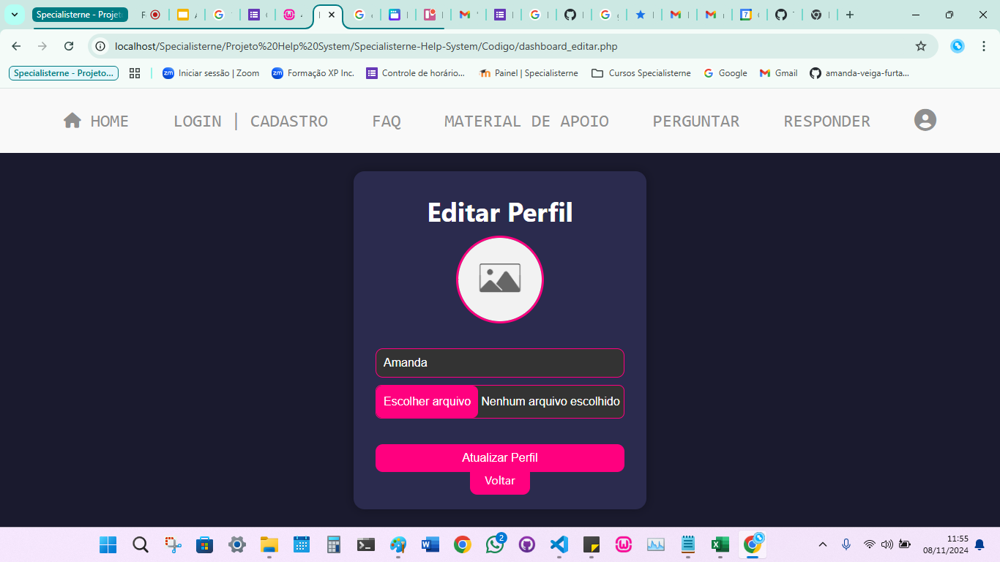 Specialisterne - Projet
localhost/Specialisterne/Projeto%20Help%20System/Specialisterne-Help-System/Codigo/dashboard_editar.php
Specialisterne - Projeto...
Iniciar sessão | Zoom
Formação XP Inc.
Controle de horário...
Painel | Specialisterne
Cursos Specialisterne
Google
Gmail
amanda-veiga-furta...
HOME
LOGIN | CADASTRO
FAQ
MATERIAL DE APOIO
PERGUNTAR
RESPONDER
Editar Perfil
Amanda
Escolher arquivo
Nenhum arquivo escolhido
Atualizar Perfil
Voltar
2
11:55
08/11/2024